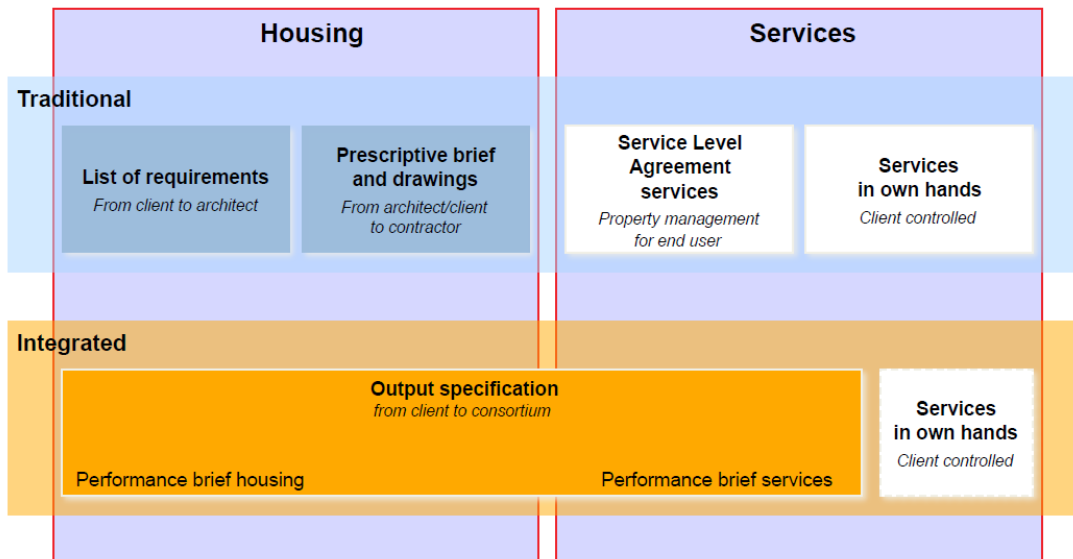 Housing
Services
Traditional
List of requirements
From client to architect
Prescriptive brief
and drawings
From architect/client
to contractor
Service Level
Agreement
services
Property management
for end user
Services
in own hands
Client controlled
Integrated
Output specification
from client to consortium
Performance brief housing
Performance brief services
Services
in own hands
Client controlled